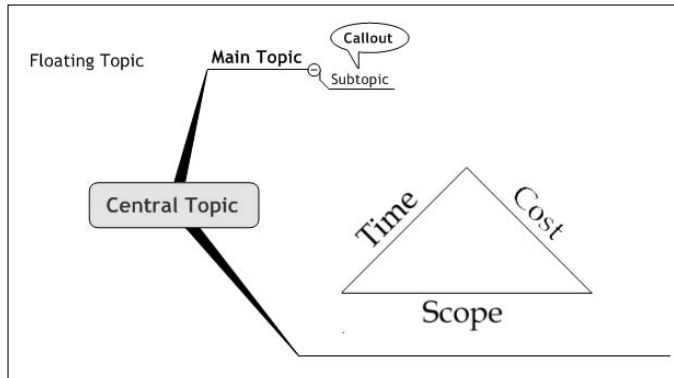 Callout
Floating Topic
Main Topic
Subtopic
Central Topic
Time
Cost
Scope